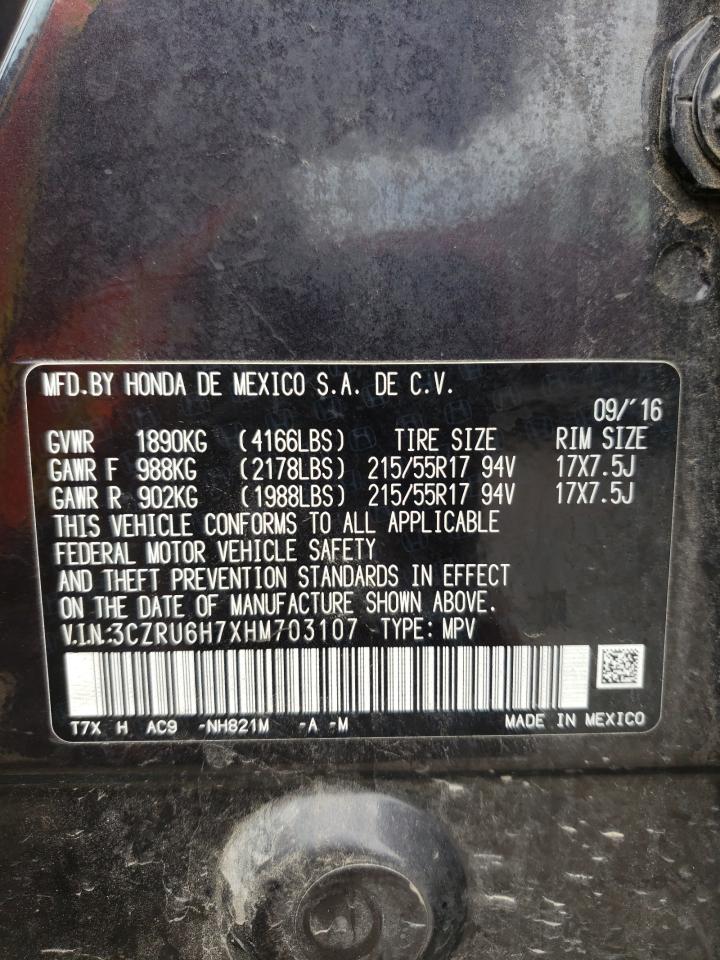 MFD.BY HONDA DE MEXICO S.A. DE C.V.
09/'16
GVWR 1890KG (4166LBS) TIRE SIZE RIM SIZE
GAWR F 988KG (2178LBS) 215/55R17 94V 17X7.5J
GAWR R 902KG (1988LBS) 215/55R17 94V 17X7.5J
THIS VEHICLE CONFORMS TO ALL APPLICABLE
FEDERAL MOTOR VEHICLE SAFETY
AND THEFT PREVENTION STANDARDS IN EFFECT
ON THE DATE OF MANUFACTURE SHOWN ABOVE.
V.I.N.:3CZRU6H7XHM703107 TYPE: MPV
T7X H AC9 -NH821M -A -M MADE IN MEXICO